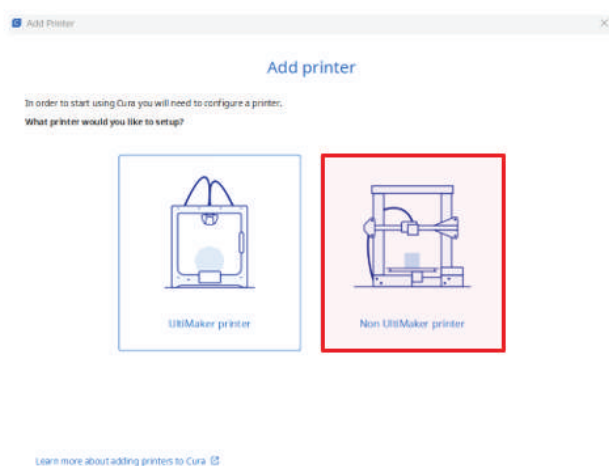 Add Printer
Add printer
In order to start using Cura you will need to configure a printer.
What printer would you like to setup?
UltiMaker printer
Non UltiMaker printer
Learn more about adding printers to Cura